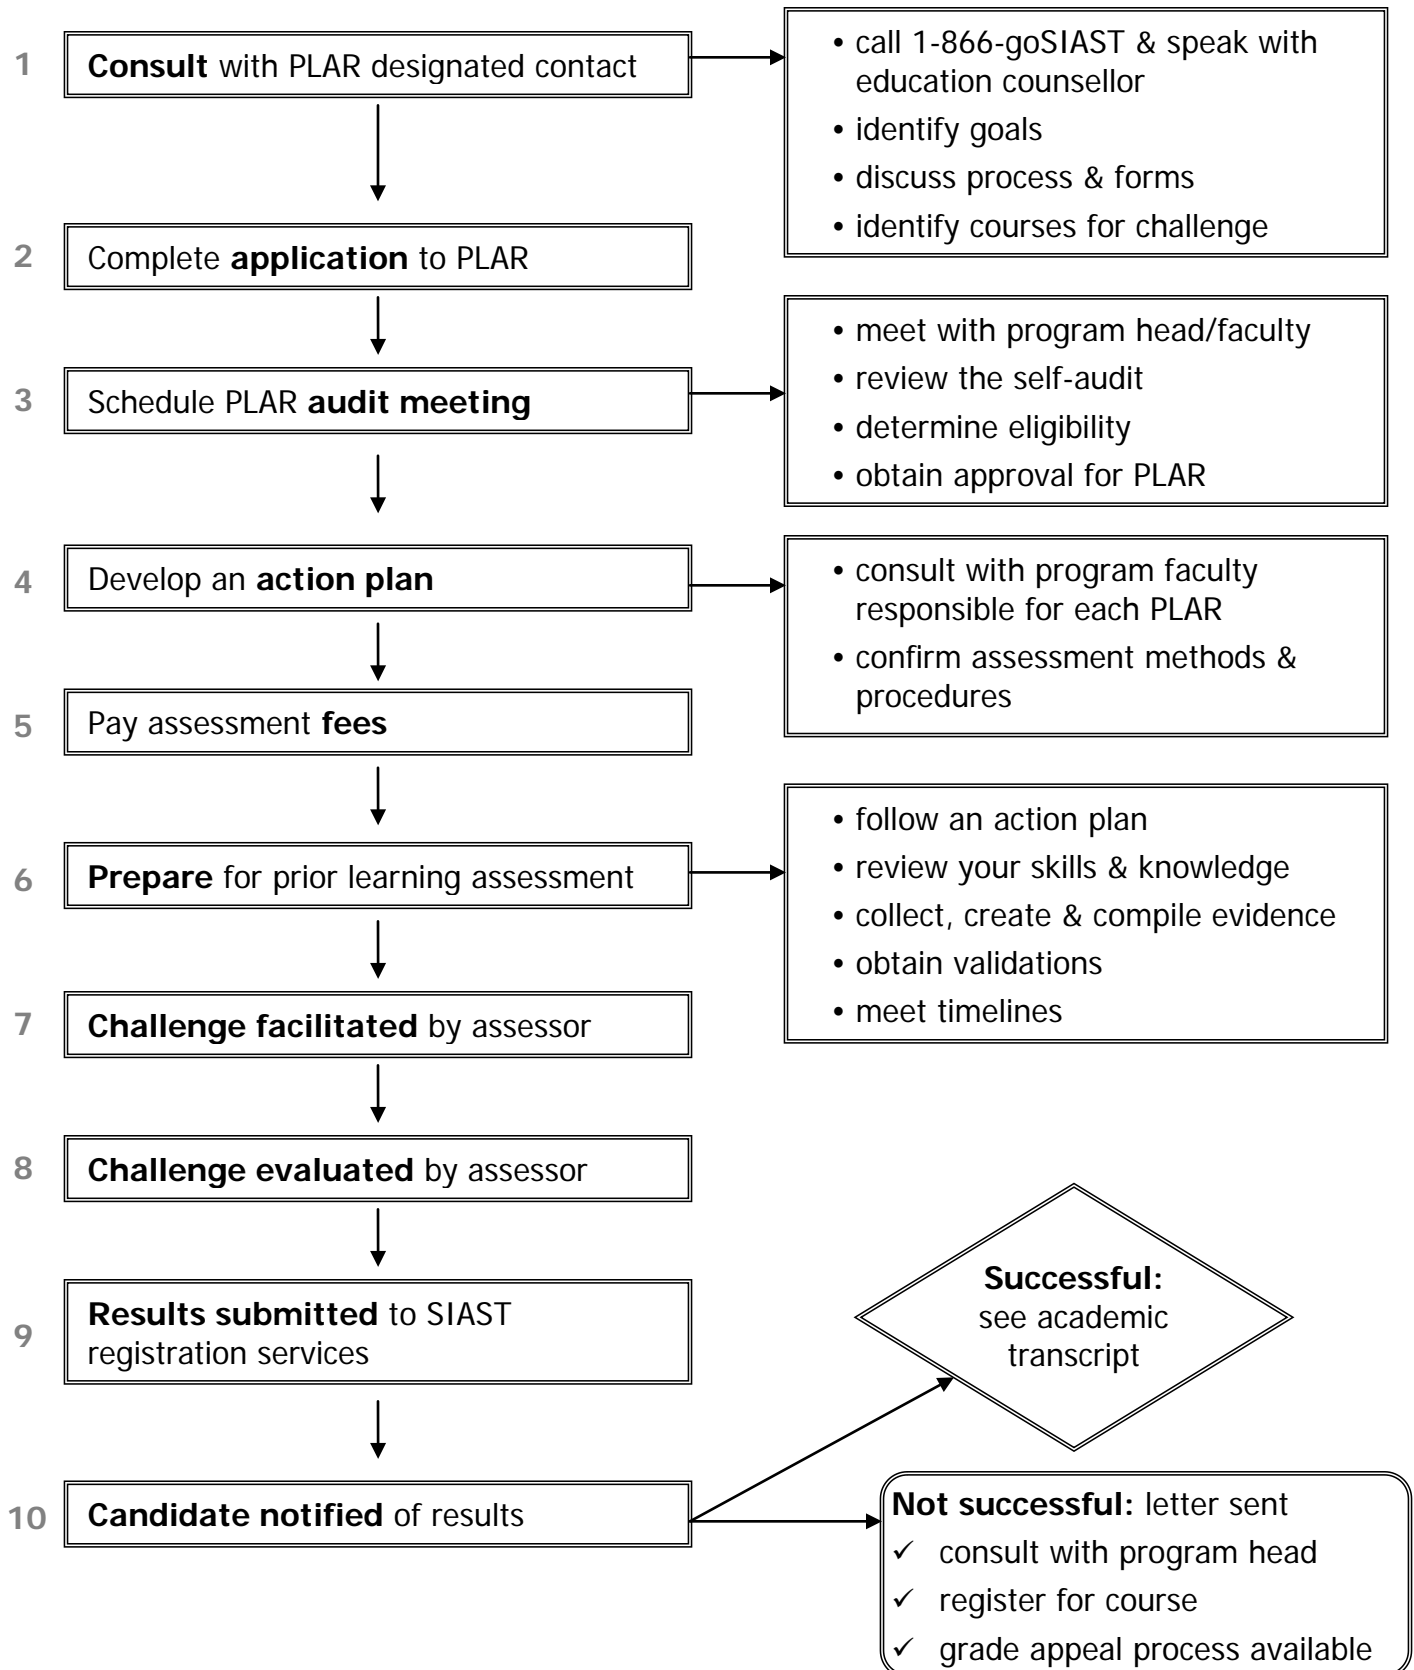 1
Consult with PLAR designated contact
• call 1-866-goSIAST & speak with
education counsellor
• identify goals
• discuss process & forms
• identify courses for challenge
2
Complete application to PLAR
3
Schedule PLAR audit meeting
• meet with program head/faculty
• review the self-audit
• determine eligibility
• obtain approval for PLAR
4
Develop an action plan
• consult with program faculty
responsible for each PLAR
• confirm assessment methods &
procedures
5
Pay assessment fees
6
Prepare for prior learning assessment
• follow an action plan
• review your skills & knowledge
• collect, create & compile evidence
• obtain validations
• meet timelines
7
Challenge facilitated by assessor
8
Challenge evaluated by assessor
9
Results submitted to SIAST
registration services
Successful:
see academic
transcript
10
Candidate notified of results
Not successful: letter sent
✓ consult with program head
✓ register for course
✓ grade appeal process available